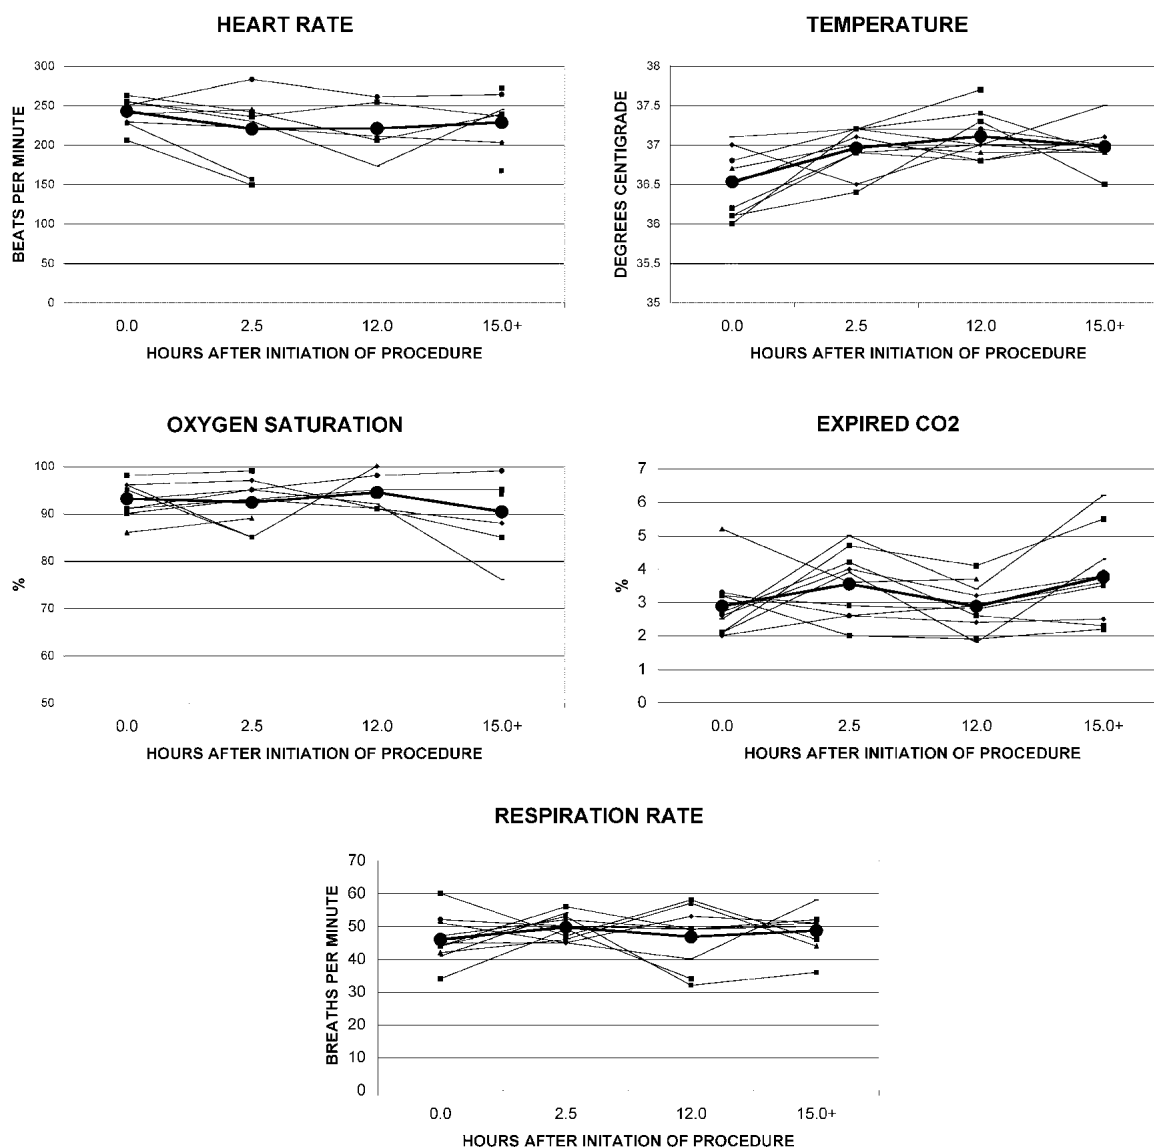 HEART RATE
BEATS PER MINUTE
300
250
200
150
100
50
0
0.0 2.5 12.0 15.0+
HOURS AFTER INITIATION OF PROCEDURE
TEMPERATURE
DEGREES CENTIGRADE
38
37.5
37
36.5
36
35.5
35
0.0 2.5 12.0 15.0+
HOURS AFTER INITIATION OF PROCEDURE
OXYGEN SATURATION
%
100
90
80
70
60
50
0.0 2.5 12.0 15.0+
HOURS AFTER INITIATION OF PROCEDURE
EXPIRED CO2
%
7
6
5
4
3
2
1
0
0.0 2.5 12.0 15.0+
HOURS AFTER INITIATION OF PROCEDURE
RESPIRATION RATE
BREATHS PER MINUTE
70
60
50
40
30
20
10
0
0.0 2.5 12.0 15.0+
HOURS AFTER INITATION OF PROCEDURE